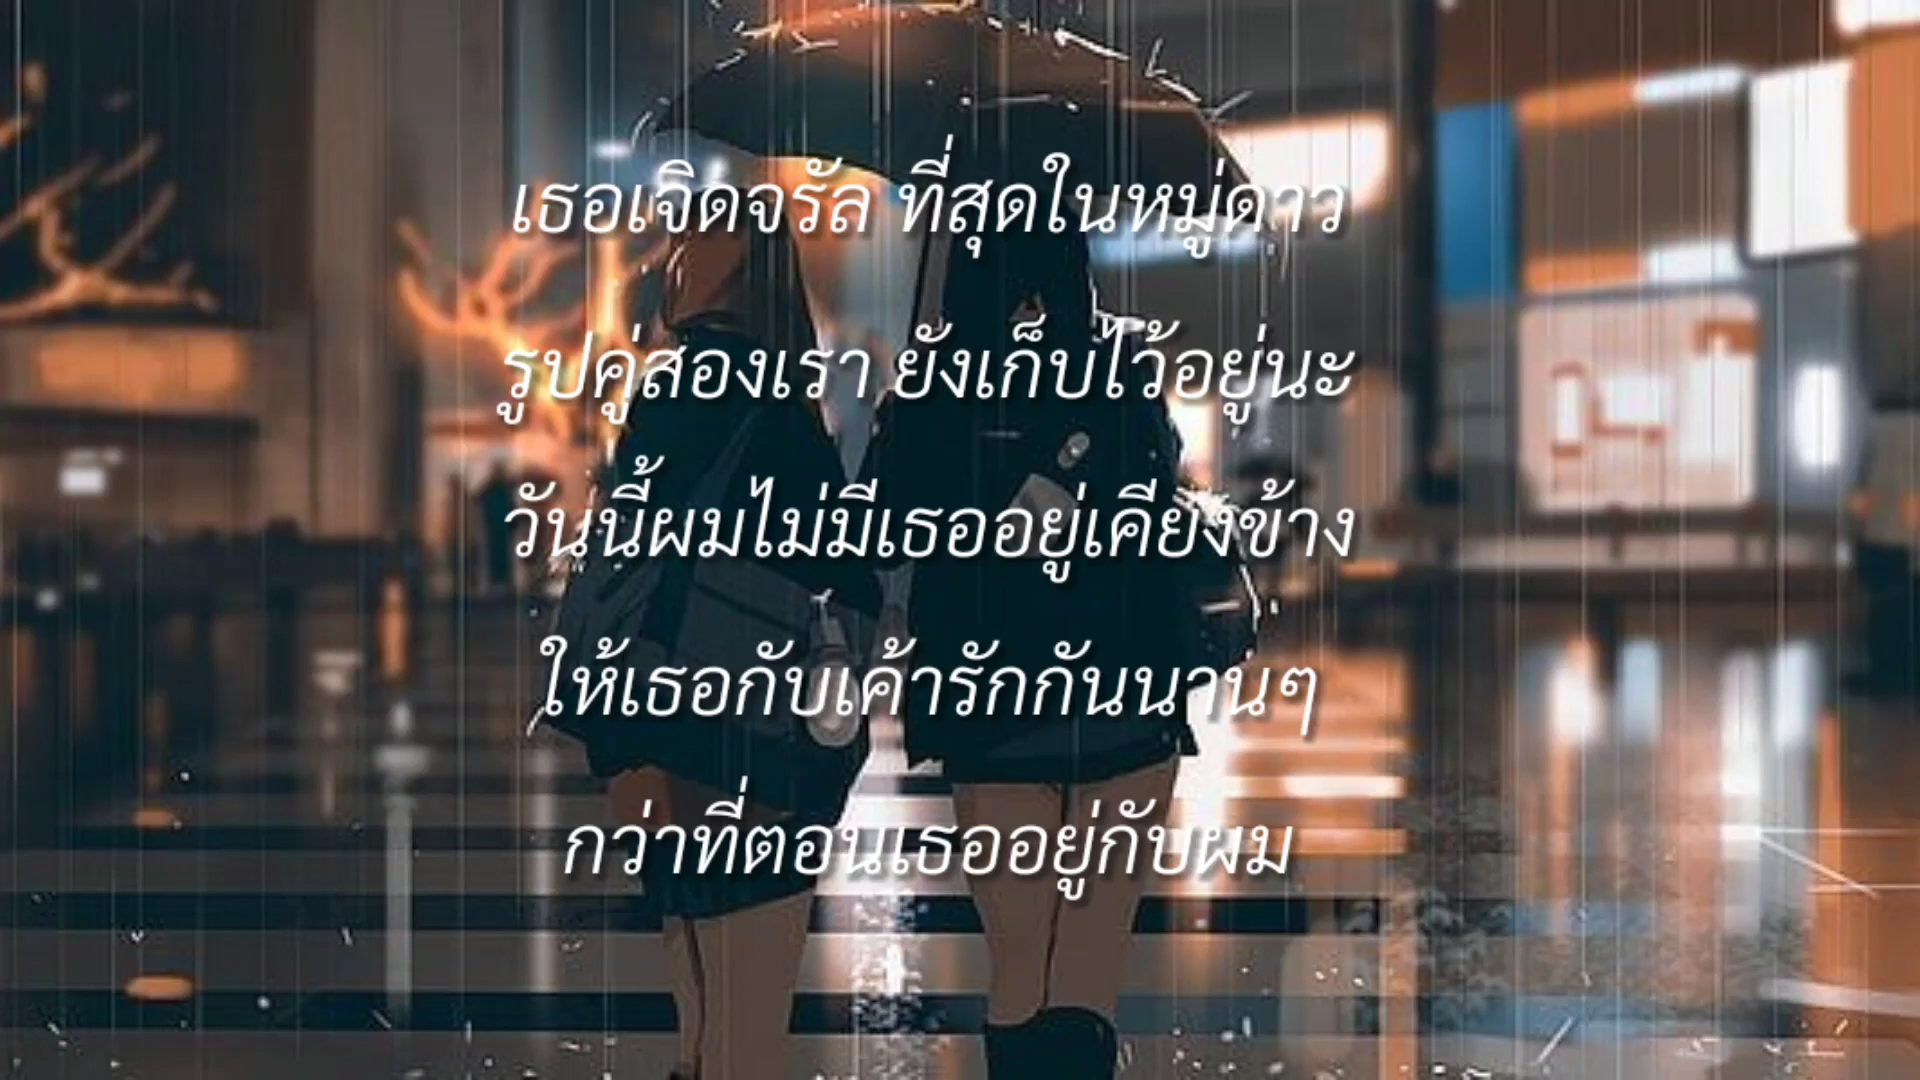 เธอเจิดจรัล ที่สุดในหมู่ดาว
รูปคู่สองเรา ยังเก็บไว้อยู่นะ
วันนี้ผมไม่มีเธออยู่เคียงข้าง
ให้เธอกับเค้ารักกันนานๆ
กว่าที่ตอนเธออยู่กับผม